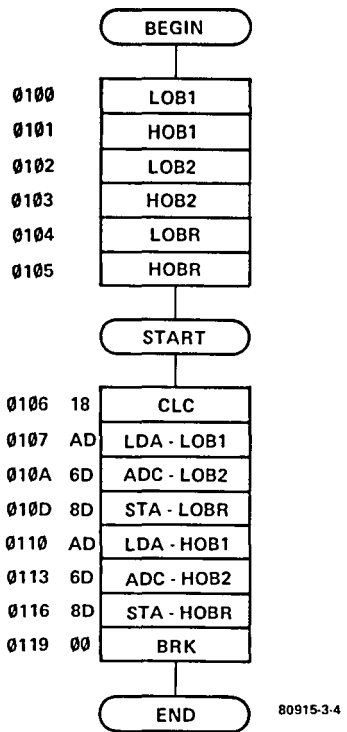 BEGIN
0100 LOB1
0101 HOB1
0102 LOB2
0103 HOB2
0104 LOBR
0105 HOBR
START
0106 18 CLC
0107 AD LDA - LOB1
010A 6D ADC - LOB2
010D 8D STA - LOBR
0110 AD LDA - HOB1
0113 6D ADC - HOB2
0116 8D STA - HOBR
0119 00 BRK
END
80915-3-4